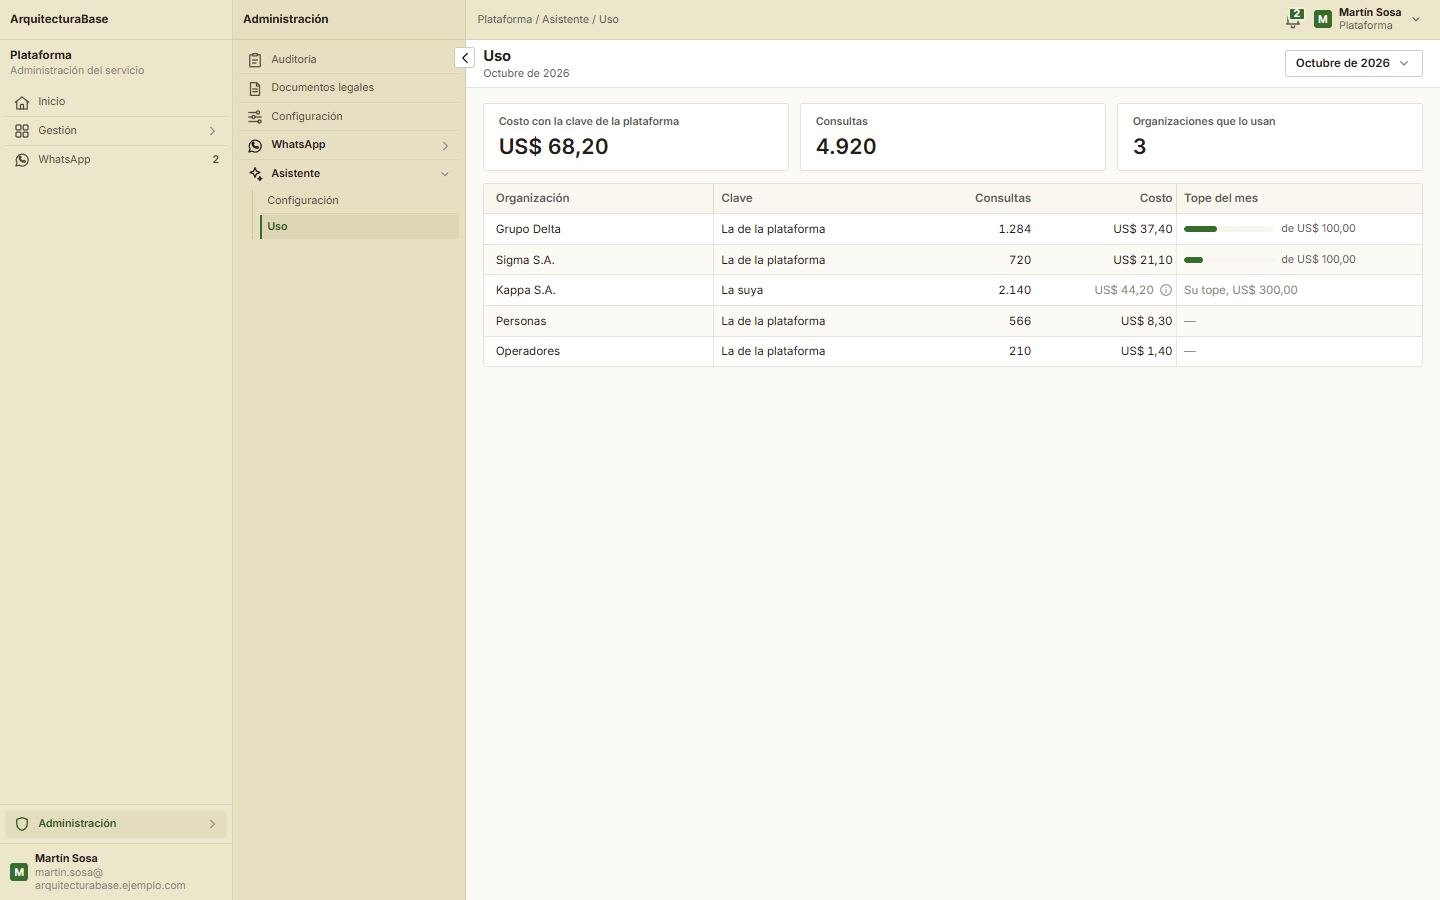 ArquitecturaBase
Plataforma
Administración del servicio
Inicio
Gestión
WhatsApp 2
Administración
Martín Sosa
martin.sosa@
arquitecturabase.ejemplo.com
M
Administración
Auditoría
Documentos legales
Configuración
WhatsApp
Asistente
Configuración
Uso
Plataforma / Asistente / Uso
2
M
Martín Sosa
Plataforma
Uso
Octubre de 2026
Octubre de 2026
Costo con la clave de la plataforma
US$ 68,20
Consultas
4.920
Organizaciones que lo usan
3
Organización Clave Consultas Costo Tope del mes
Grupo Delta La de la plataforma 1.284 US$ 37,40 de US$ 100,00
Sigma S.A. La de la plataforma 720 US$ 21,10 de US$ 100,00
Kappa S.A. La suya 2.140 US$ 44,20 Su tope, US$ 300,00
Personas La de la plataforma 566 US$ 8,30 —
Operadores La de la plataforma 210 US$ 1,40 —